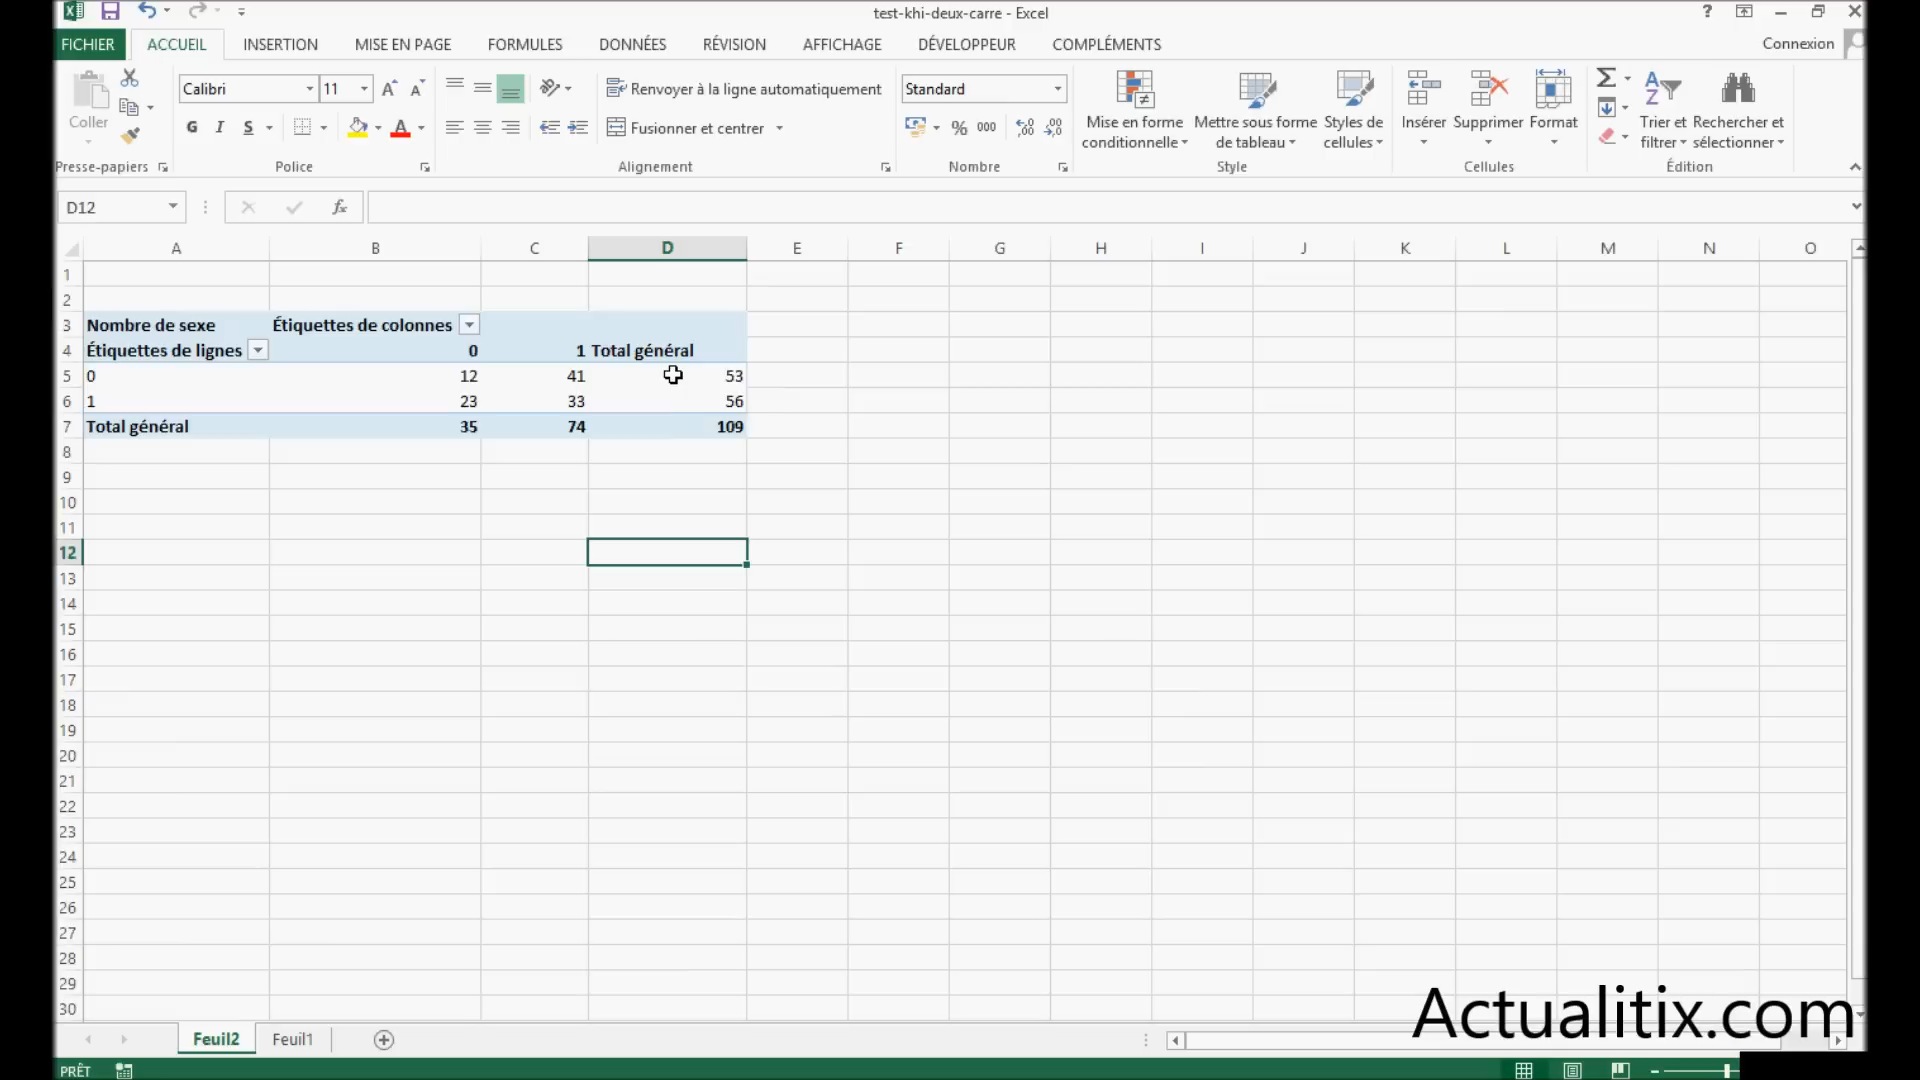 test-khi-deux-carre - Excel
?
FICHIER ACCUEIL INSERTION MISE EN PAGE FORMULES DONNÉES RÉVISION AFFICHAGE DÉVELOPPEUR COMPLÉMENTS Connexion
Coller
Presse-papiers
Calibri 11
G I S
Police
Renvoyer à la ligne automatiquement
Fusionner et centrer
Alignement
Standard
% 000
Nombre
Mise en forme conditionnelle
Mettre sous forme de tableau
Styles de cellules
Style
Insérer Supprimer Format
Cellules
Trier et filtrer
Rechercher et sélectionner
Édition
D12
fx
A B C D E F G H I J K L M N O
1
2
3 Nombre de sexe Étiquettes de colonnes
4 Étiquettes de lignes 0 1 Total général
5 0 12 41 53
6 1 23 33 56
7 Total général 35 74 109
8
9
10
11
12
13
14
15
16
17
18
19
20
21
22
23
24
25
26
27
28
29
30
Actualitix.com
Feuil2 Feuil1
PRÊT